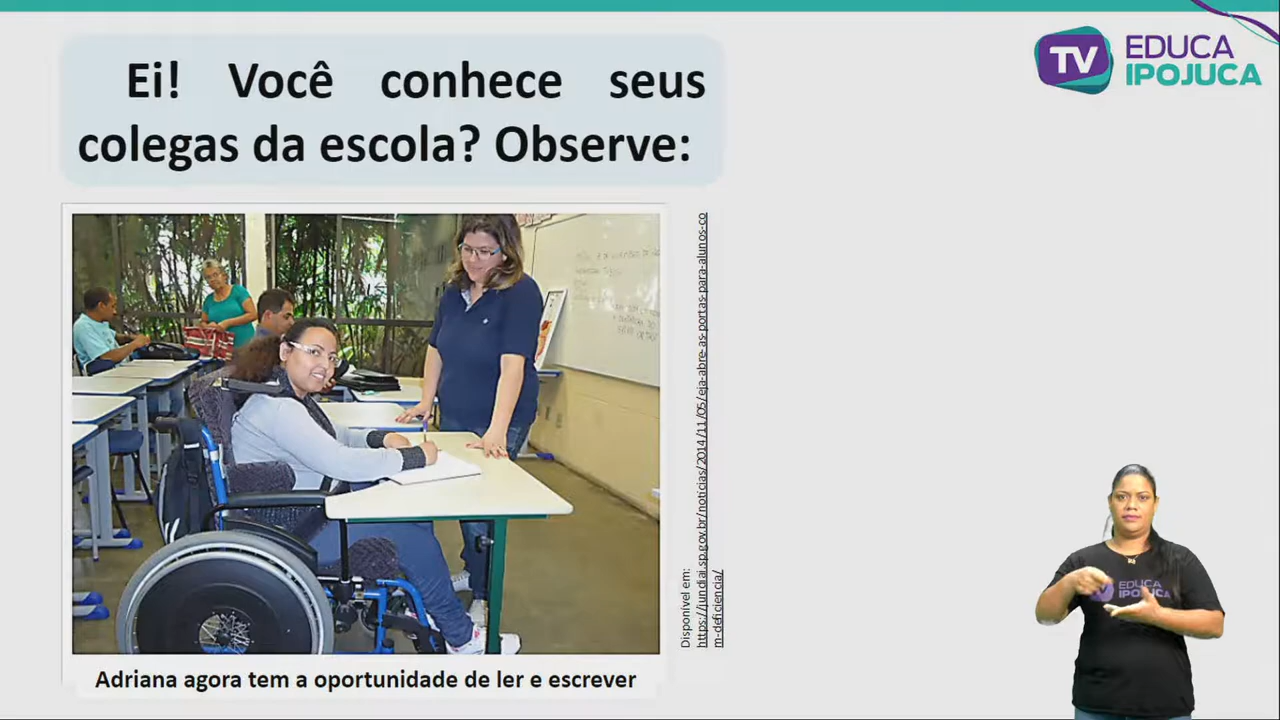 Ei! Você conhece seus
colegas da escola? Observe:
TV
EDUCA
IPOJUCA
Disponível em:
https://jundiai.sp.gov.br/noticias/2014/11/05/eja-abre-as-portas-para-alunos-co
m-deficiencia/
Adriana agora tem a oportunidade de ler e escrever
TV
EDUCA
IPOJUCA